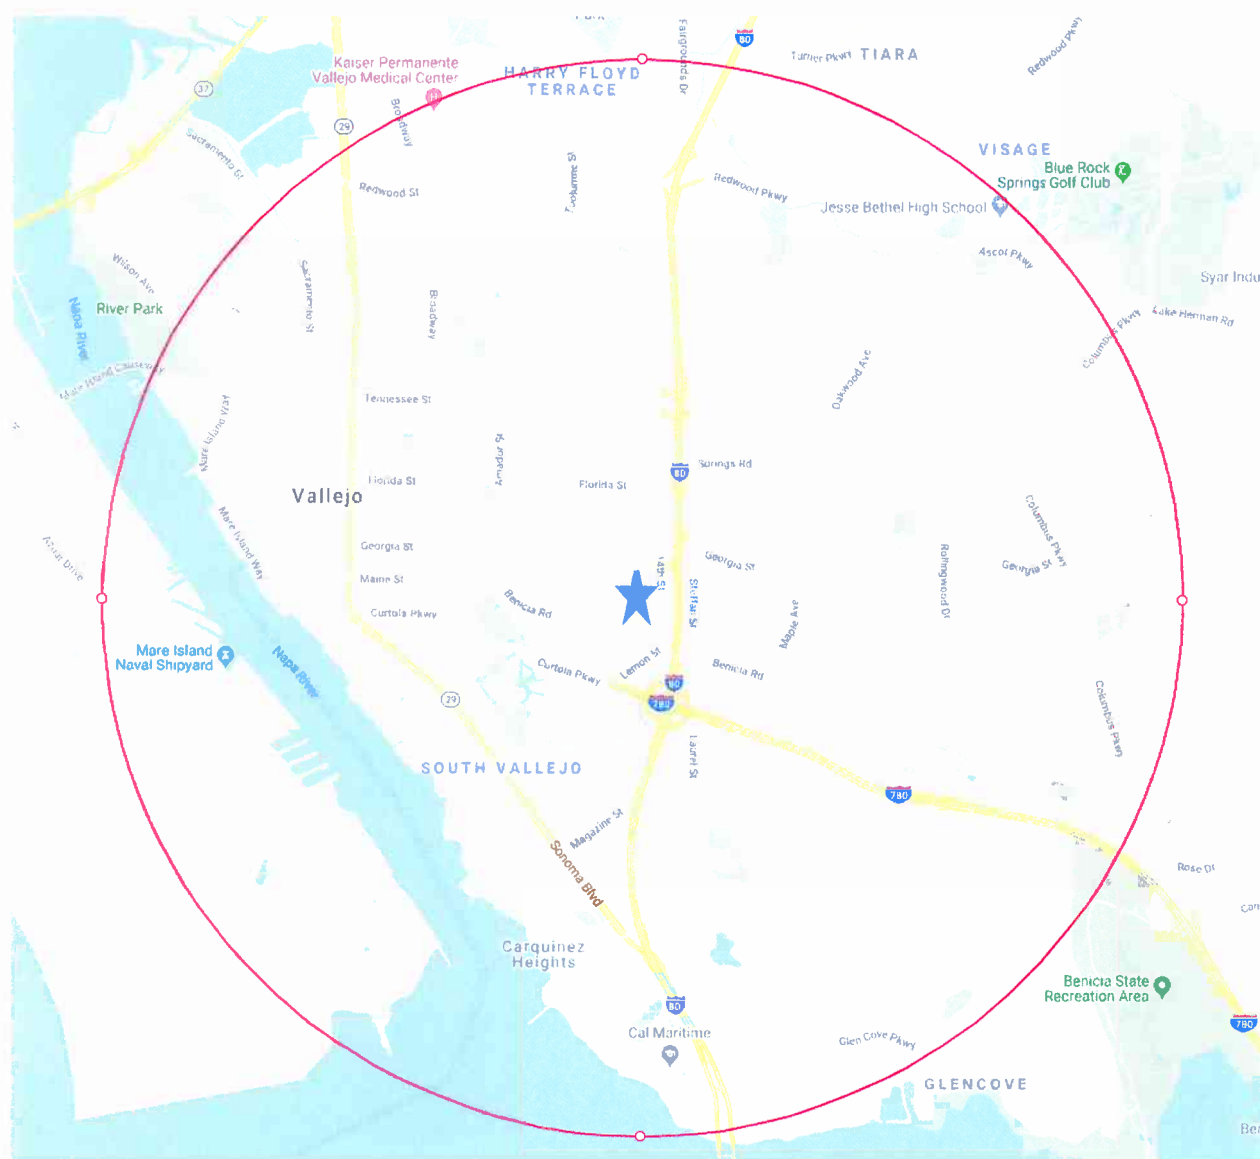 80
Fairgrounds Dr
Turner Pkwy
TIARA
Redwood Pkwy
Kaiser Permanente
Vallejo Medical Center
HARRY FLOYD
TERRACE
37
29
Broadway
Sacramento St
VISAGE
Blue Rock
Springs Golf Club
Redwood St
Tuolumne St
Redwood Pkwy
Jesse Bethel High School
Ascot Pkwy
Wilson Ave
Syar Indu
River Park
Napa River
Sacramento St
Broadway
Columbus Pkwy
Lake Herman Rd
Mare Island Causeway
Oakwood Ave
Tennessee St
Mare Island Way
Amador St
80
Springs Rd
Florida St
Florida St
Vallejo
Mare Island Way
Columbus Pkwy
Georgia St
Azuar Drive
14th St
Georgia St
Rollingwood Dr
Georgia St
Maine St
Steffan St
Benicia Rd
Maple Ave
Curtola Pkwy
Mare Island
Naval Shipyard
Napa River
Curtola Pkwy
Lemon St
Benicia Rd
80
780
29
Columbus Pkwy
Laurel St
SOUTH VALLEJO
780
Magazine St
Sonoma Blvd
Rose Dr
Carquinez
Heights
Benicia State
Recreation Area
80
780
Cal Maritime
Glen Cove Pkwy
GLENCOVE